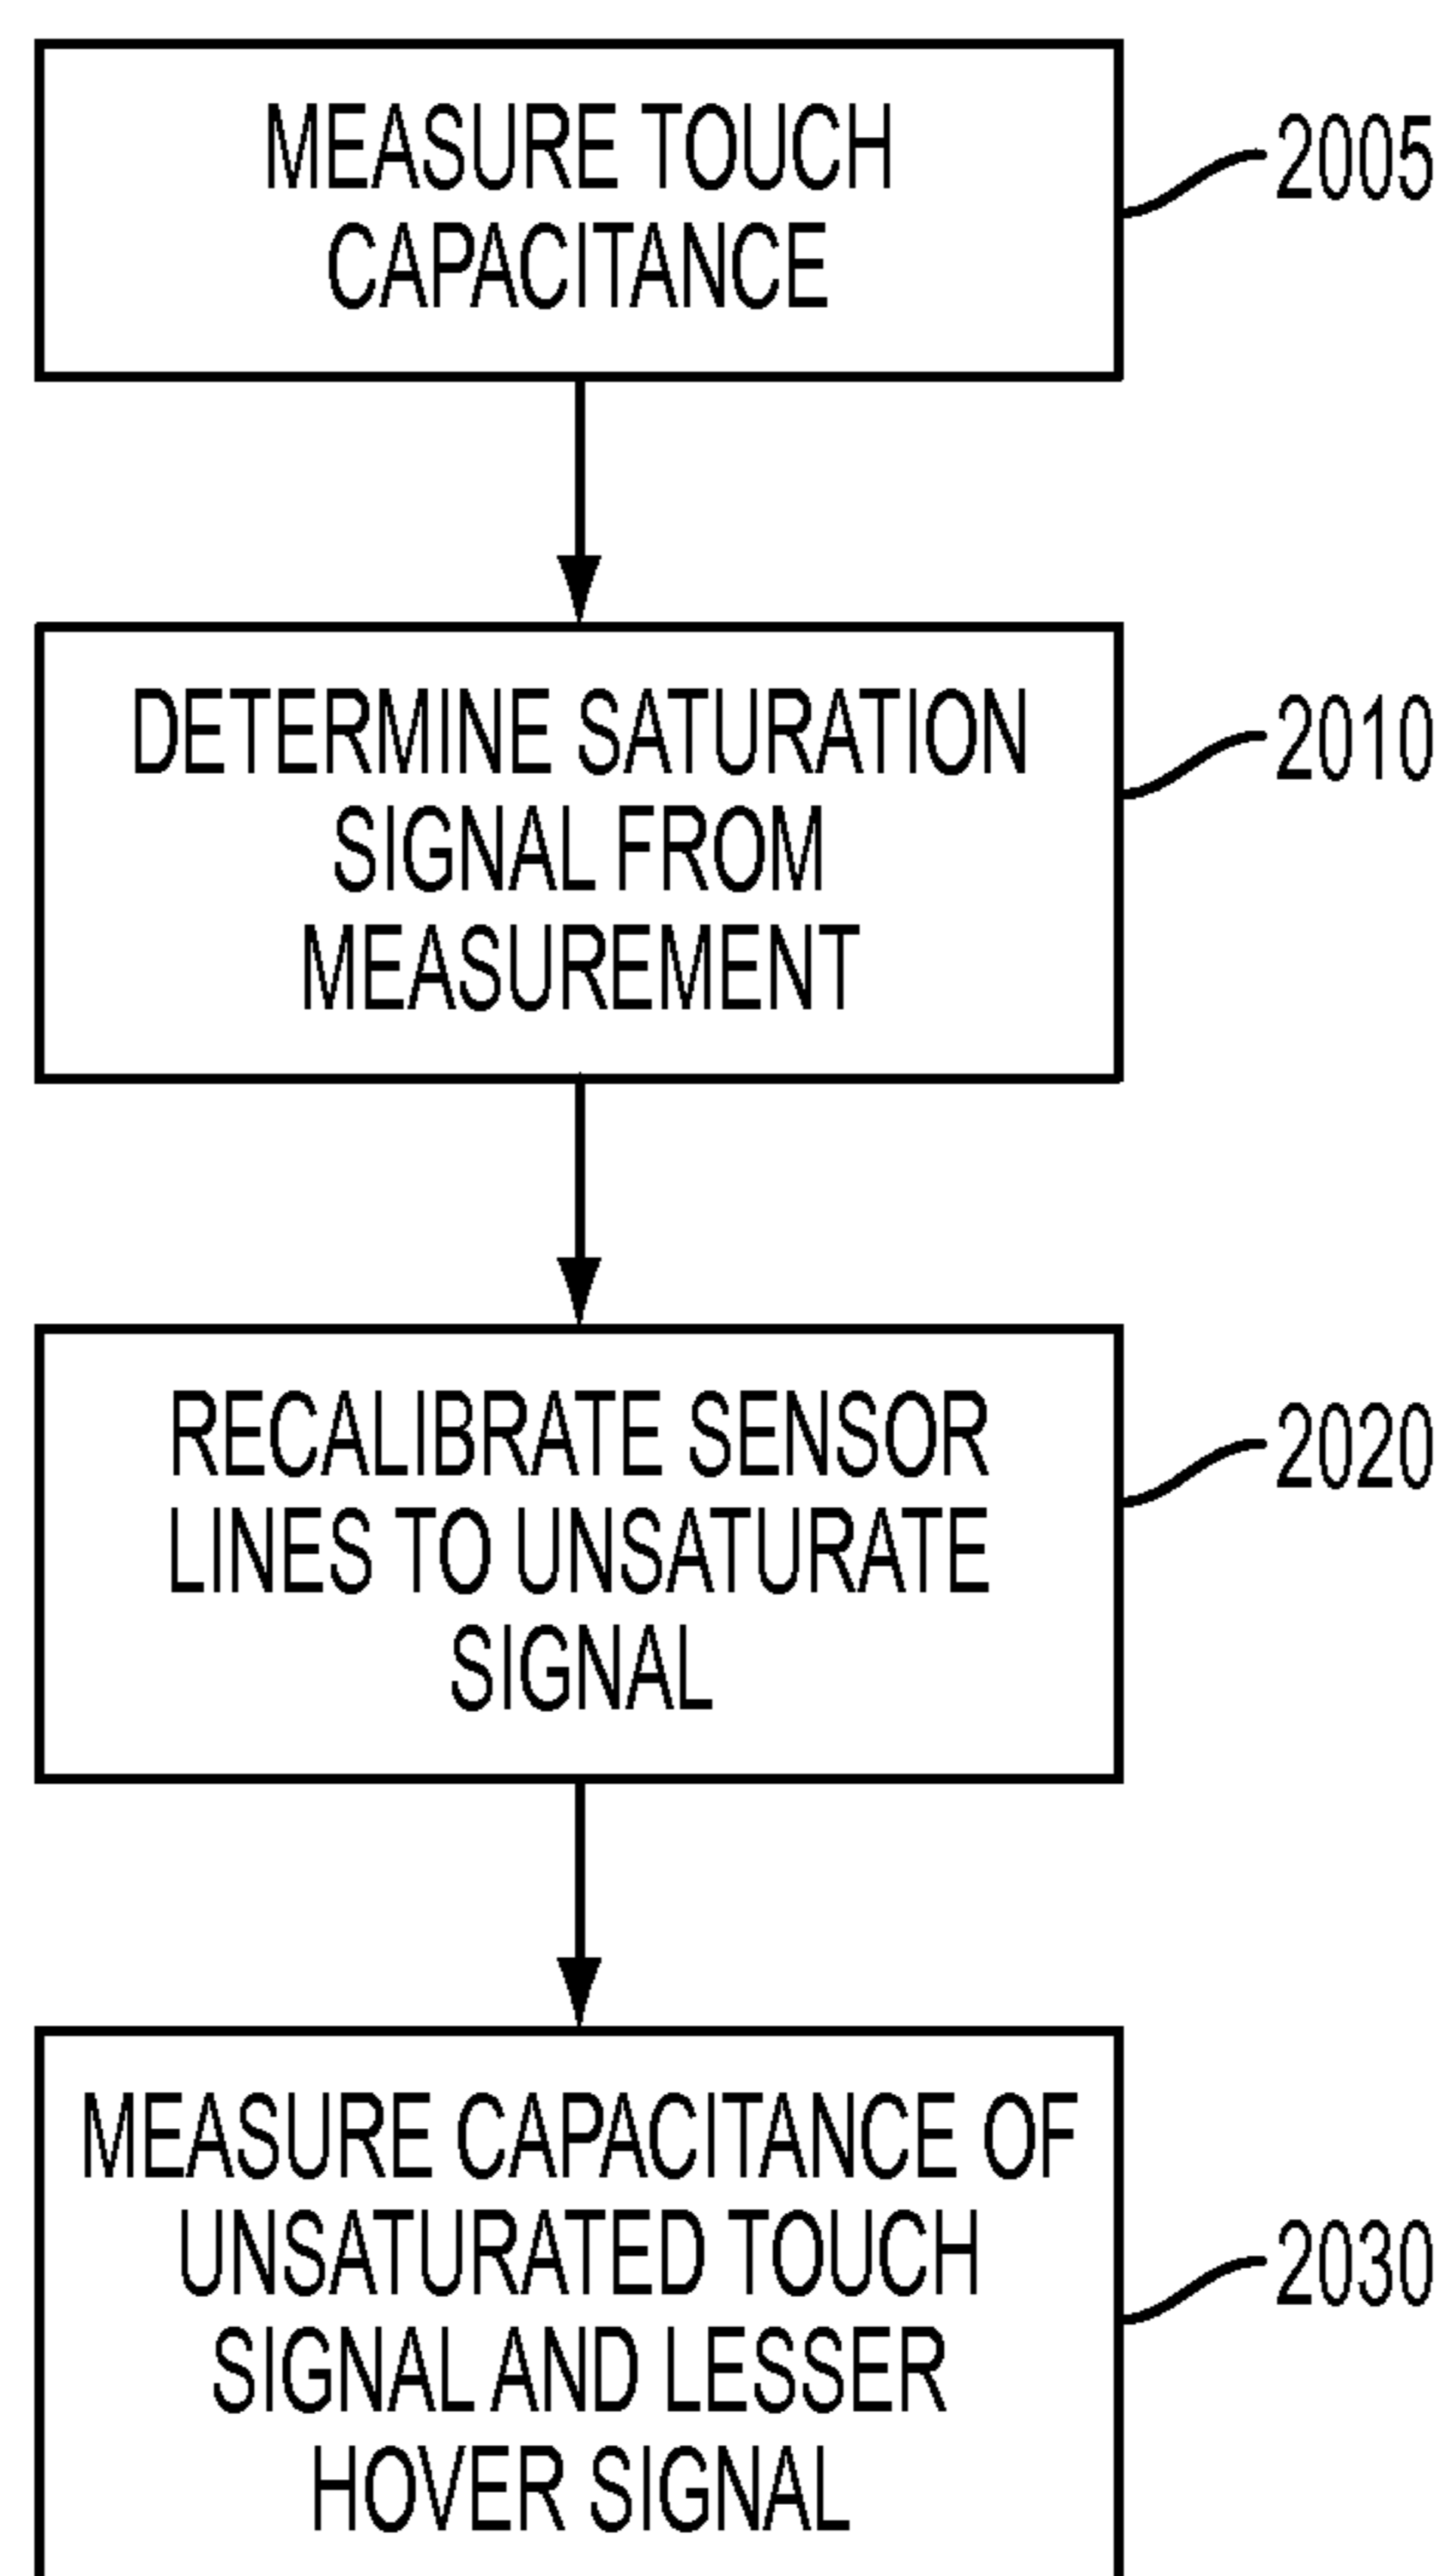 MEASURE TOUCH
CAPACITANCE
2005
DETERMINE SATURATION
SIGNAL FROM
MEASUREMENT
2010
RECALIBRATE SENSOR
LINES TO UNSATURATE
SIGNAL
2020
MEASURE CAPACITANCE OF
UNSATURATED TOUCH
SIGNAL AND LESSER
HOVER SIGNAL
2030